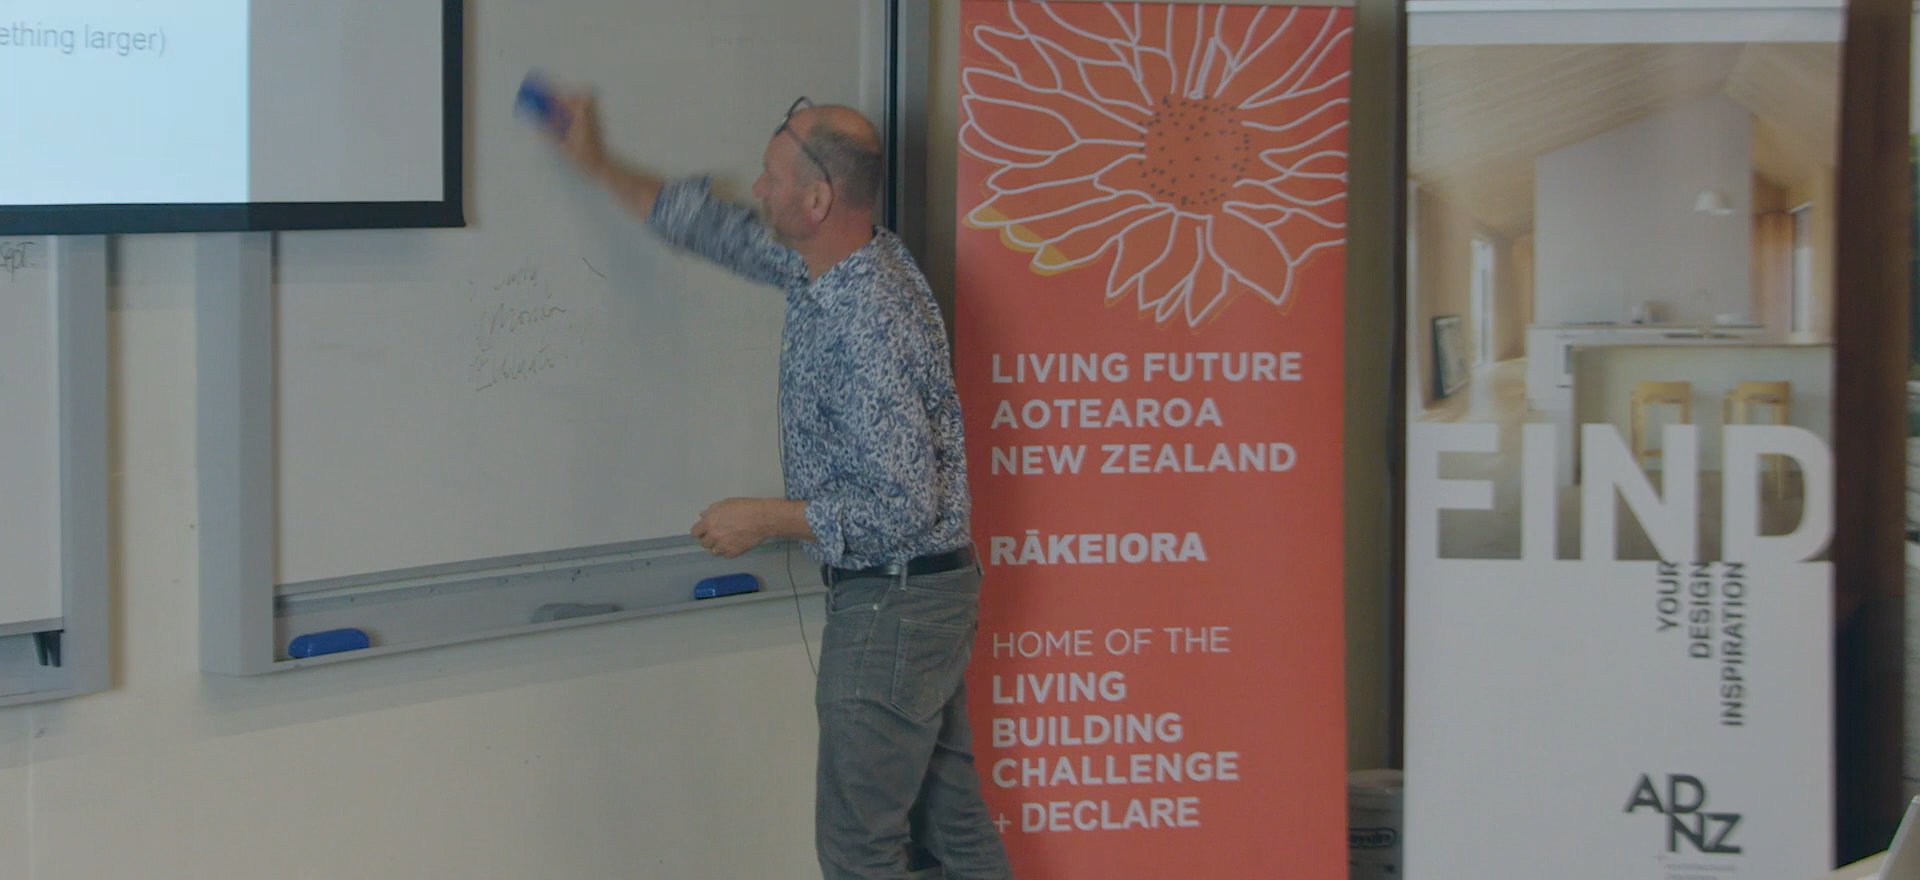 ething larger)
Sept.
LIVING FUTURE
AOTEAROA
NEW ZEALAND
RĀKEIORA
HOME OF THE
LIVING
BUILDING
CHALLENGE
+ DECLARE
FIND
YOUR
DESIGN
INSPIRATION
ADNZ